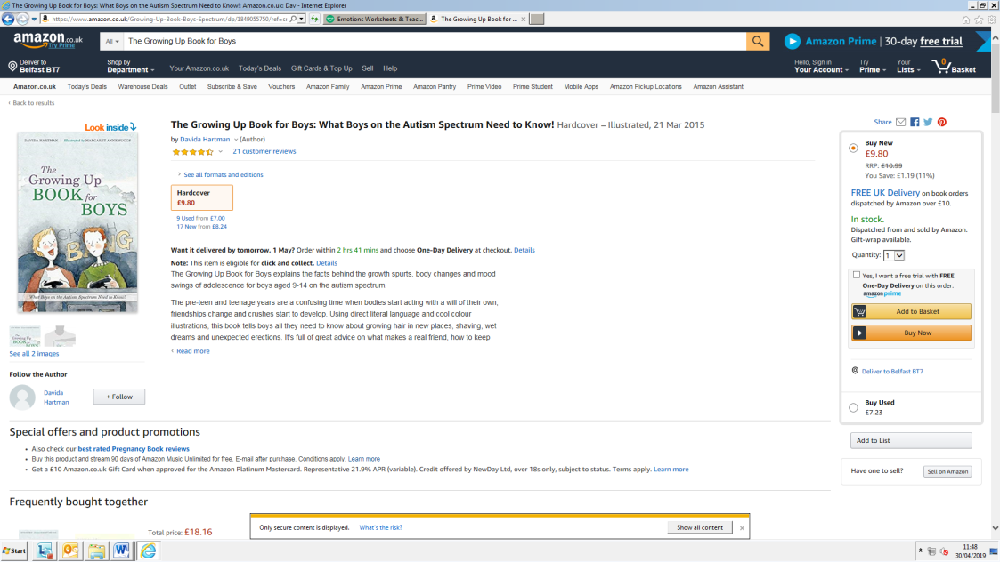 The Growing Up Book for Boys: What Boys on the Autism Spectrum Need to Know!: Amazon.co.uk: Dav - Internet Explorer
https://www.amazon.co.uk/Growing-Up-Book-Boys-Spectrum/dp/1849055750/ref=sr
Emotions Worksheets & Teac...
The Growing Up Book for ...
amazon.co.uk
Try Prime
All
The Growing Up Book for Boys
Amazon Prime | 30-day free trial
Deliver to
Belfast BT7
Shop by
Department
Your Amazon.co.uk Today's Deals Gift Cards & Top Up Sell Help
Hello, Sign in
Your Account
Try
Prime
Your
Lists
0
Basket
Amazon.co.uk Today's Deals Warehouse Deals Outlet Subscribe & Save Vouchers Amazon Family Amazon Prime Amazon Pantry Prime Video Prime Student Mobile Apps Amazon Pickup Locations Amazon Assistant
‹ Back to results
Look inside
DAVIDA HARTMAN / Illustrated by MARGARET ANNE SUGGS
The
Growing Up
BOOK for
BOYS
What Boys on the Autism Spectrum Need to Know!
See all 2 images
Follow the Author
Davida
Hartman
+ Follow
The Growing Up Book for Boys: What Boys on the Autism Spectrum Need to Know! Hardcover – Illustrated, 21 Mar 2015
by Davida Hartman (Author)
21 customer reviews
› See all formats and editions
Hardcover
£9.80
9 Used from £7.00
17 New from £8.24
Want it delivered by tomorrow, 1 May? Order within 2 hrs 41 mins and choose One-Day Delivery at checkout. Details
Note: This item is eligible for click and collect. Details
The Growing Up Book for Boys explains the facts behind the growth spurts, body changes and mood
swings of adolescence for boys aged 9-14 on the autism spectrum.
The pre-teen and teenage years are a confusing time when bodies start acting with a will of their own,
friendships change and crushes start to develop. Using direct literal language and cool colour
illustrations, this book tells boys all they need to know about growing hair in new places, shaving, wet
dreams and unexpected erections. It's full of great advice on what makes a real friend, how to keep
‹ Read more
Share
Buy New
£9.80
RRP: £10.99
You Save: £1.19 (11%)
FREE UK Delivery on book orders
dispatched by Amazon over £10.
In stock.
Dispatched from and sold by Amazon.
Gift-wrap available.
Quantity: 1
Yes, I want a free trial with FREE
One-Day Delivery on this order.
amazon prime
Add to Basket
Buy Now
Deliver to Belfast BT7
Buy Used
£7.23
Add to List
Have one to sell?
Sell on Amazon
Special offers and product promotions
• Also check our best rated Pregnancy Book reviews
• Buy this product and stream 90 days of Amazon Music Unlimited for free. E-mail after purchase. Conditions apply. Learn more
• Get a £10 Amazon.co.uk Gift Card when approved for the Amazon Platinum Mastercard. Representative 21.9% APR (variable). Credit offered by NewDay Ltd, over 18s only, subject to status. Terms apply. Learn more
Frequently bought together
Total price: £18.16
Only secure content is displayed. What's the risk?
Show all content
Start
11:48
30/04/2019